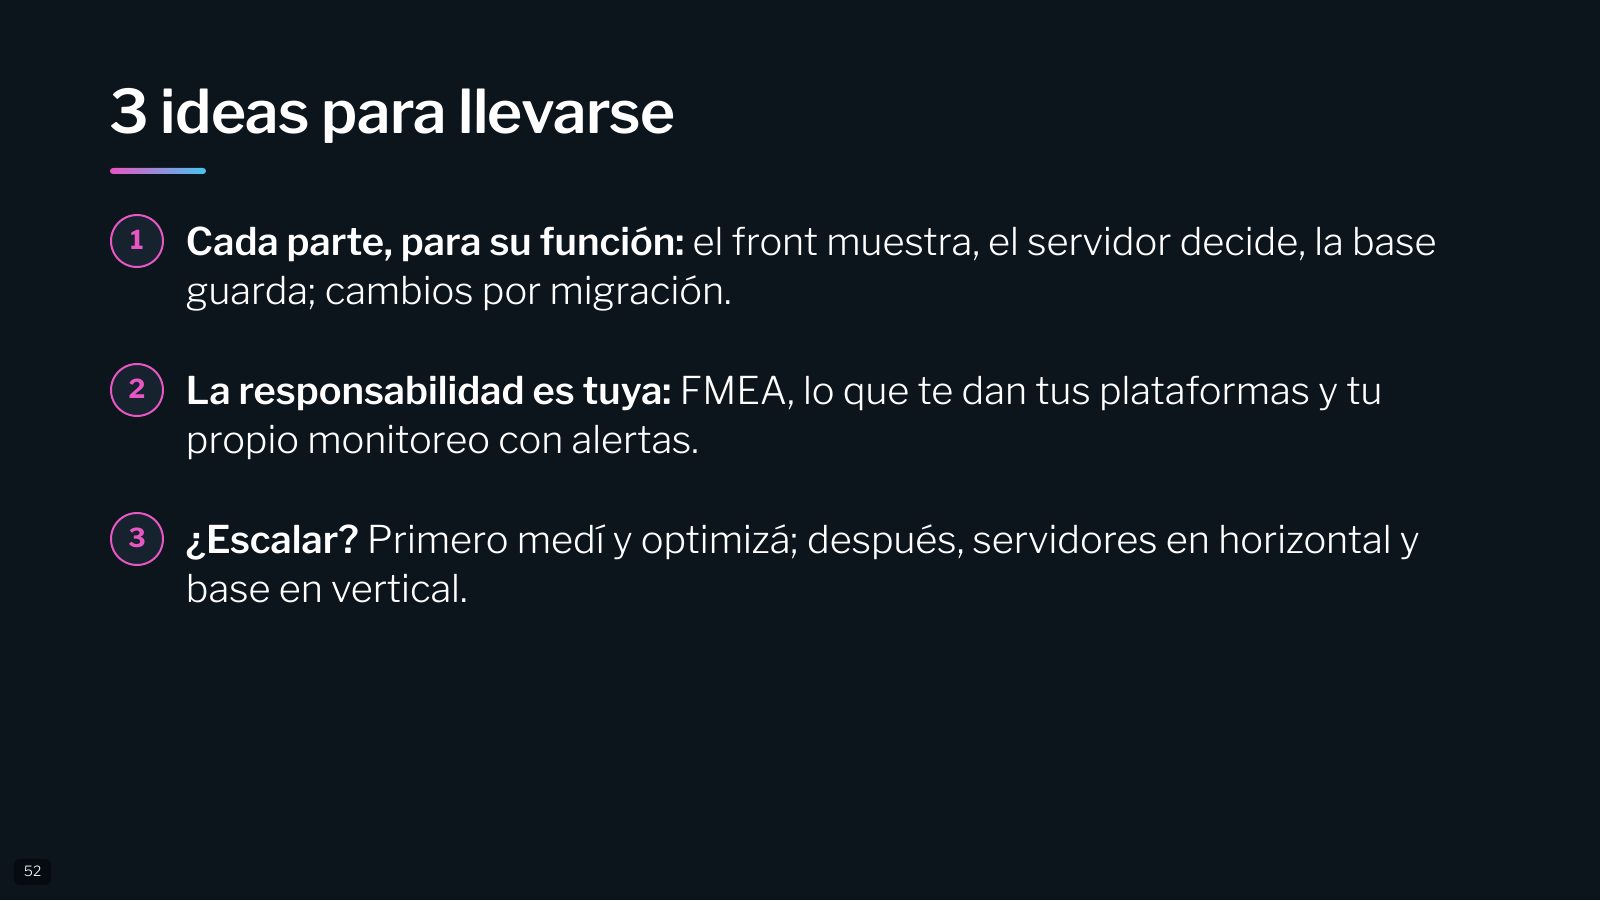 3 ideas para llevarse
1
Cada parte, para su función: el front muestra, el servidor decide, la base
guarda; cambios por migración.
2
La responsabilidad es tuya: FMEA, lo que te dan tus plataformas y tu
propio monitoreo con alertas.
3
¿Escalar? Primero medí y optimizá; después, servidores en horizontal y
base en vertical.
52